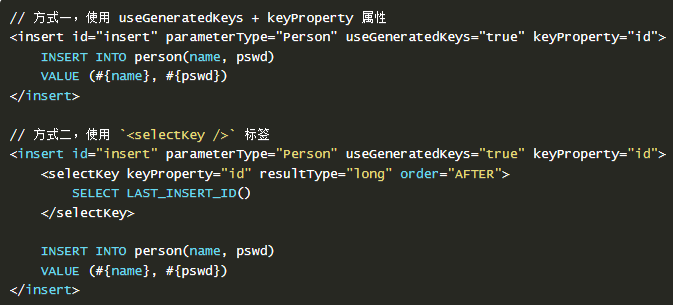 // 方式一，使用 useGeneratedKeys + keyProperty 属性
<insert id="insert" parameterType="Person" useGeneratedKeys="true" keyProperty="id">
    INSERT INTO person(name, pswd)
    VALUE (#{name}, #{pswd})
</insert>

// 方式二，使用 `<selectKey />` 标签
<insert id="insert" parameterType="Person" useGeneratedKeys="true" keyProperty="id">
    <selectKey keyProperty="id" resultType="long" order="AFTER">
        SELECT LAST_INSERT_ID()
    </selectKey>

    INSERT INTO person(name, pswd)
    VALUE (#{name}, #{pswd})
</insert>